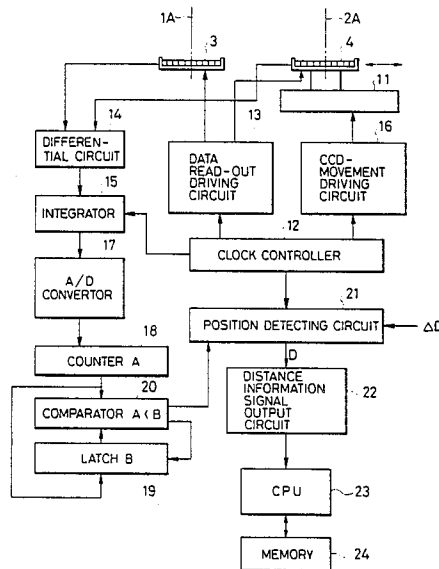 1A
2A
3
4
11
14
13
16
DIFFEREN-
TIAL CIRCUIT
DATA
READ-OUT
DRIVING
CIRCUIT
CCD-
MOVEMENT
DRIVING
CIRCUIT
15
INTEGRATOR
12
17
CLOCK CONTROLLER
A/D
CONVERTOR
21
POSITION DETECTING CIRCUIT
ΔD
18
COUNTER A
D
20
DISTANCE
INFORMATION
SIGNAL
OUTPUT
CIRCUIT
22
COMPARATOR A<B
LATCH B
19
CPU
23
MEMORY
24